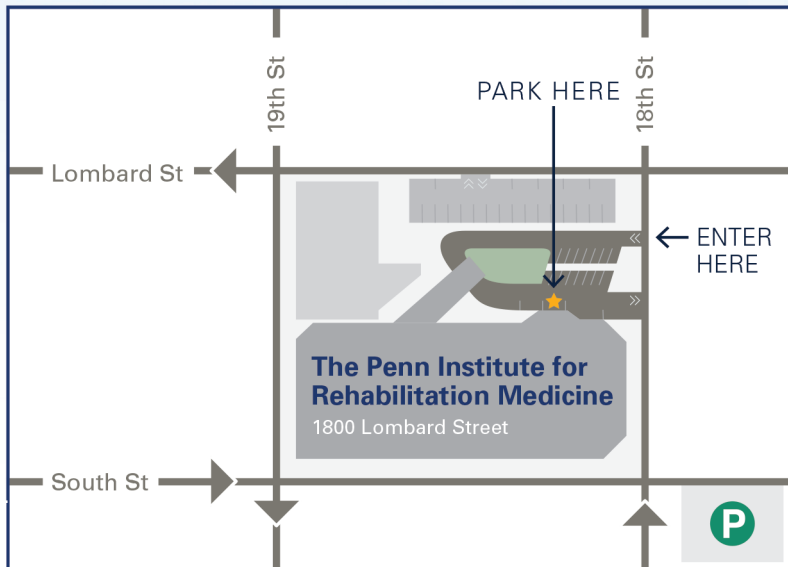 19th St
18th St
PARK HERE
Lombard St
ENTER
HERE
The Penn Institute for
Rehabilitation Medicine
1800 Lombard Street
South St
P